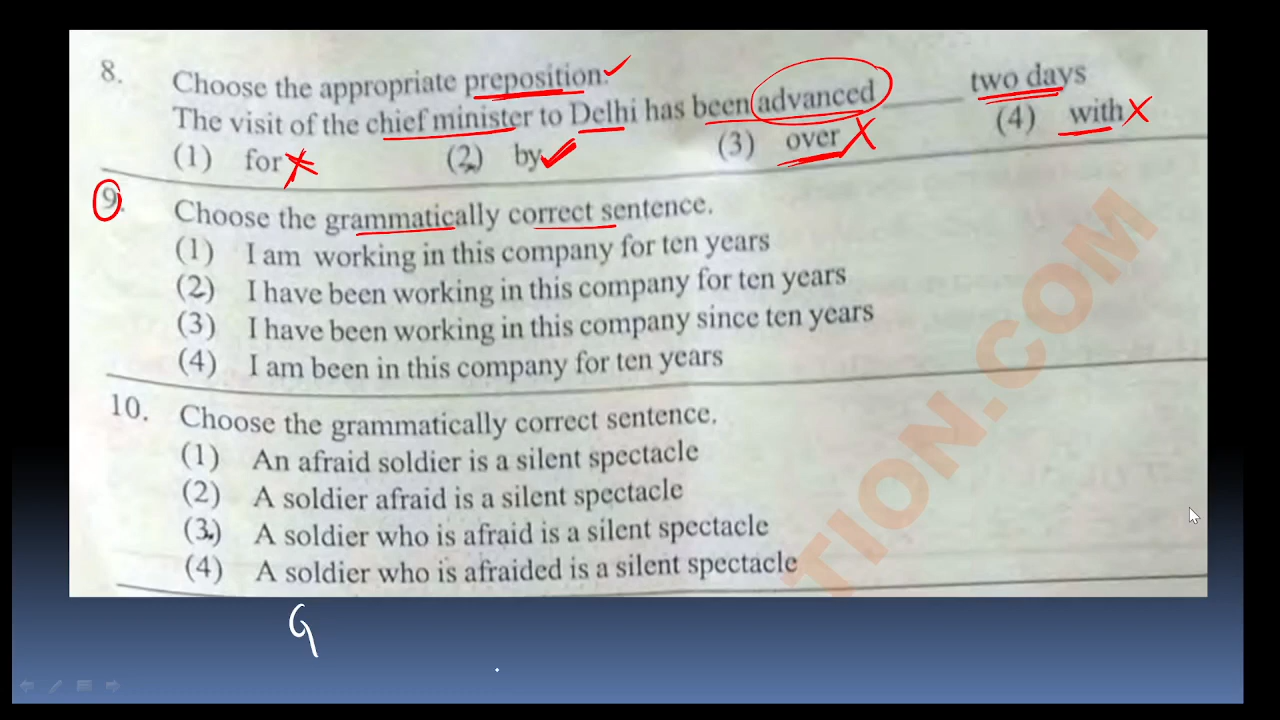 8. Choose the appropriate preposition.
The visit of the chief minister to Delhi has been advanced ______ two days
(1) for (2) by (3) over (4) with
9. Choose the grammatically correct sentence.
(1) I am working in this company for ten years
(2) I have been working in this company for ten years
(3) I have been working in this company since ten years
(4) I am been in this company for ten years
10. Choose the grammatically correct sentence.
(1) An afraid soldier is a silent spectacle
(2) A soldier afraid is a silent spectacle
(3) A soldier who is afraid is a silent spectacle
(4) A soldier who is afraided is a silent spectacle
TION.COM
9